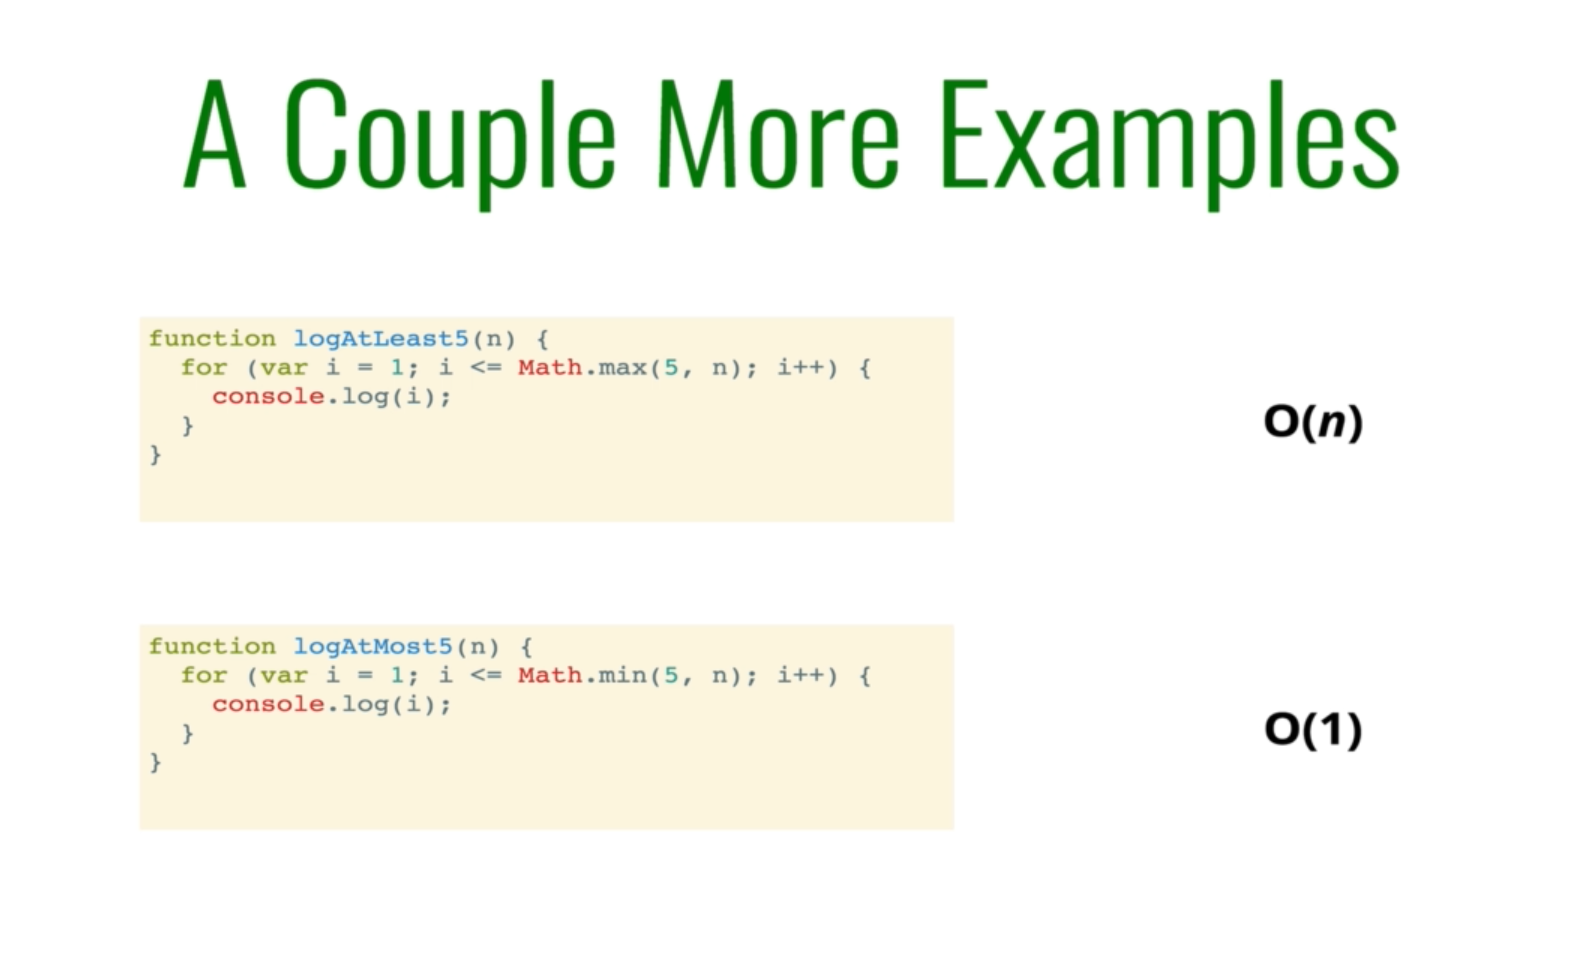 A Couple More Examples
function logAtLeast5(n) {
  for (var i = 1; i <= Math.max(5, n); i++) {
    console.log(i);
  }
}
O(n)
function logAtMost5(n) {
  for (var i = 1; i <= Math.min(5, n); i++) {
    console.log(i);
  }
}
O(1)